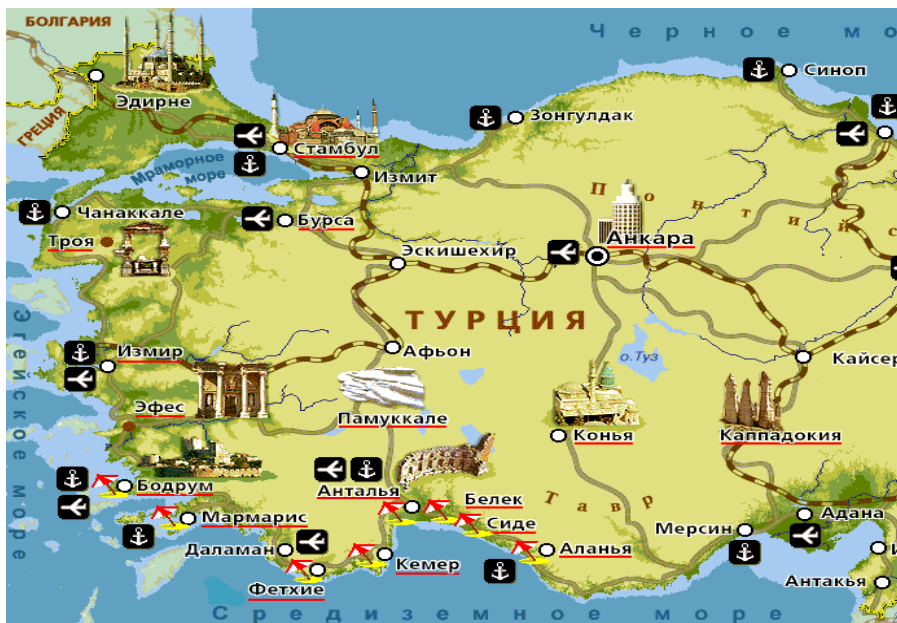 БОЛГАРИЯ
Черное мо
Синоп
Эдирне
ГРЕЦИЯ
Зонгулдак
Стамбул
Мраморное
море
Измит
Чанаккале
Бурса
Понтийс
Троя
Анкара
Эскишехир
ТУРЦИЯ
Эгейское море
Измир
Афьон
о.Туз
Кайсер
Эфес
Памуккале
Конья
Каппадокия
Бодрум
Анталья
Белек
Тавр
Мармарис
Сиде
Мерсин
Адана
Даламан
Кемер
Аланья
И
Фетхие
Антакья
Средиземное море